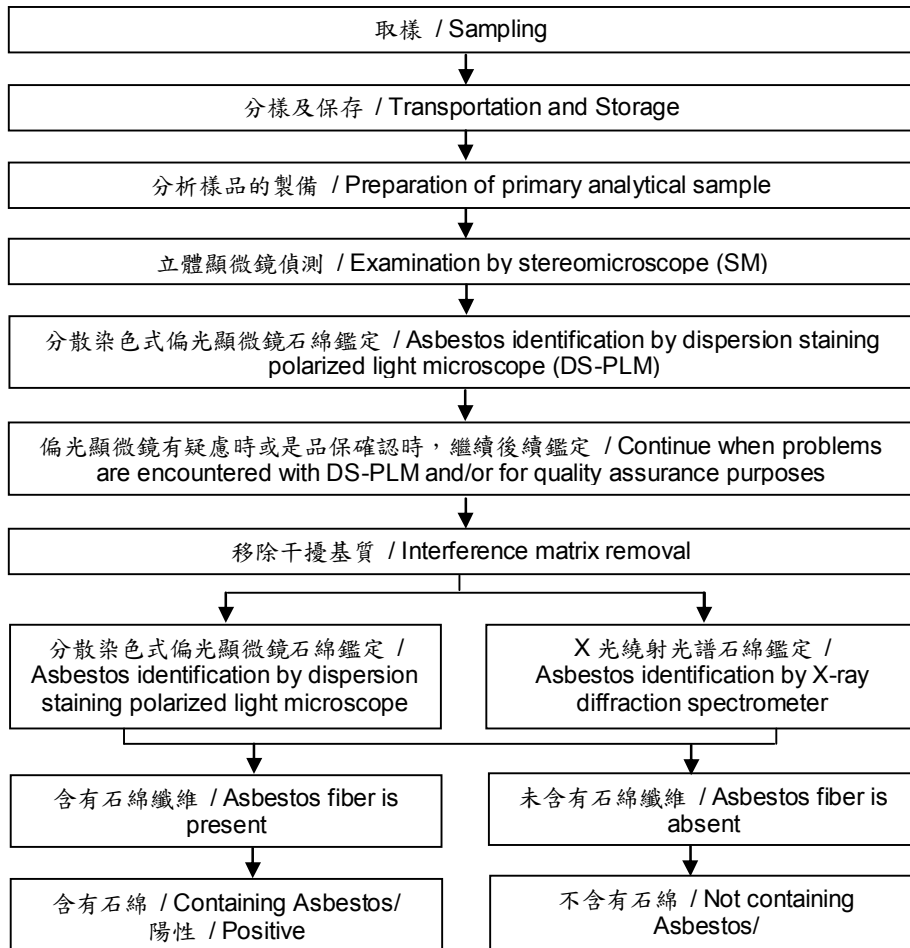 取樣 / Sampling
分樣及保存 / Transportation and Storage
分析樣品的製備 / Preparation of primary analytical sample
立體顯微鏡偵測 / Examination by stereomicroscope (SM)
分散染色式偏光顯微鏡石綿鑑定 / Asbestos identification by dispersion staining
polarized light microscope (DS-PLM)
偏光顯微鏡有疑慮時或是品保確認時，繼續後續鑑定 / Continue when problems
are encountered with DS-PLM and/or for quality assurance purposes
移除干擾基質 / Interference matrix removal
分散染色式偏光顯微鏡石綿鑑定 /
Asbestos identification by dispersion
staining polarized light microscope
X 光繞射光譜石綿鑑定 /
Asbestos identification by X-ray
diffraction spectrometer
含有石綿纖維 / Asbestos fiber is
present
未含有石綿纖維 / Asbestos fiber is
absent
含有石綿 / Containing Asbestos/
陽性 / Positive
不含有石綿 / Not containing
Asbestos/